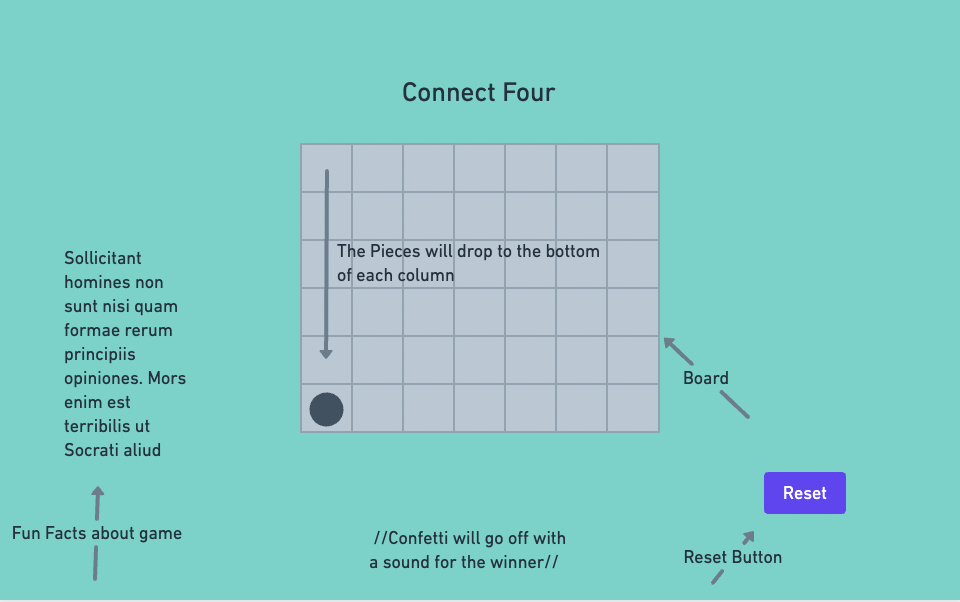 Connect Four
The Pieces will drop to the bottom
of each column
Sollicitant
homines non
sunt nisi quam
formae rerum
principiis
opiniones. Mors
enim est
terribilis ut
Socrati aliud
Board
Reset
Fun Facts about game
//Confetti will go off with
a sound for the winner//
Reset Button